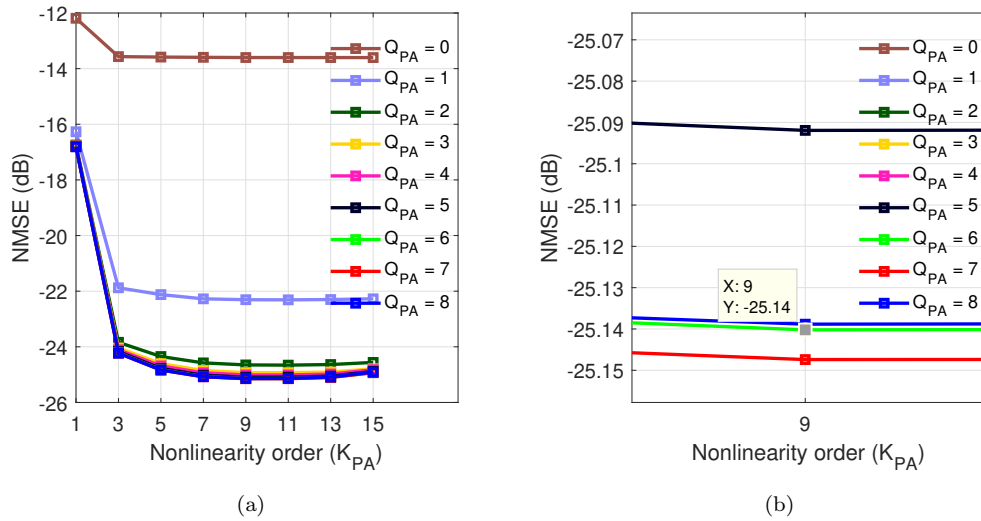 -12
-14
-16
-18
-20
-22
-24
-26
NMSE (dB)
1 3 5 7 9 11 13 15
Nonlinearity order (K_PA)
Q_PA = 0
Q_PA = 1
Q_PA = 2
Q_PA = 3
Q_PA = 4
Q_PA = 5
Q_PA = 6
Q_PA = 7
Q_PA = 8
(a)
-25.07
-25.08
-25.09
-25.1
-25.11
-25.12
-25.13
-25.14
-25.15
NMSE (dB)
X: 9
Y: -25.14
9
Nonlinearity order (K_PA)
Q_PA = 0
Q_PA = 1
Q_PA = 2
Q_PA = 3
Q_PA = 4
Q_PA = 5
Q_PA = 6
Q_PA = 7
Q_PA = 8
(b)